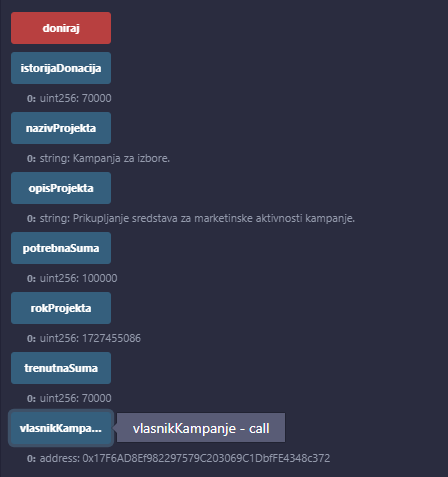 doniraj
istorijaDonacija
0: uint256: 70000
nazivProjekta
0: string: Kampanja za izbore.
opisProjekta
0: string: Prikupljanje sredstava za marketinske aktivnosti kampanje.
potrebnaSuma
0: uint256: 100000
rokProjekta
0: uint256: 1727455086
trenutnaSuma
0: uint256: 70000
vlasnikKampa... vlasnikKampanje - call
0: address: 0x17F6AD8Ef982297579C203069C1DbfFE4348c372